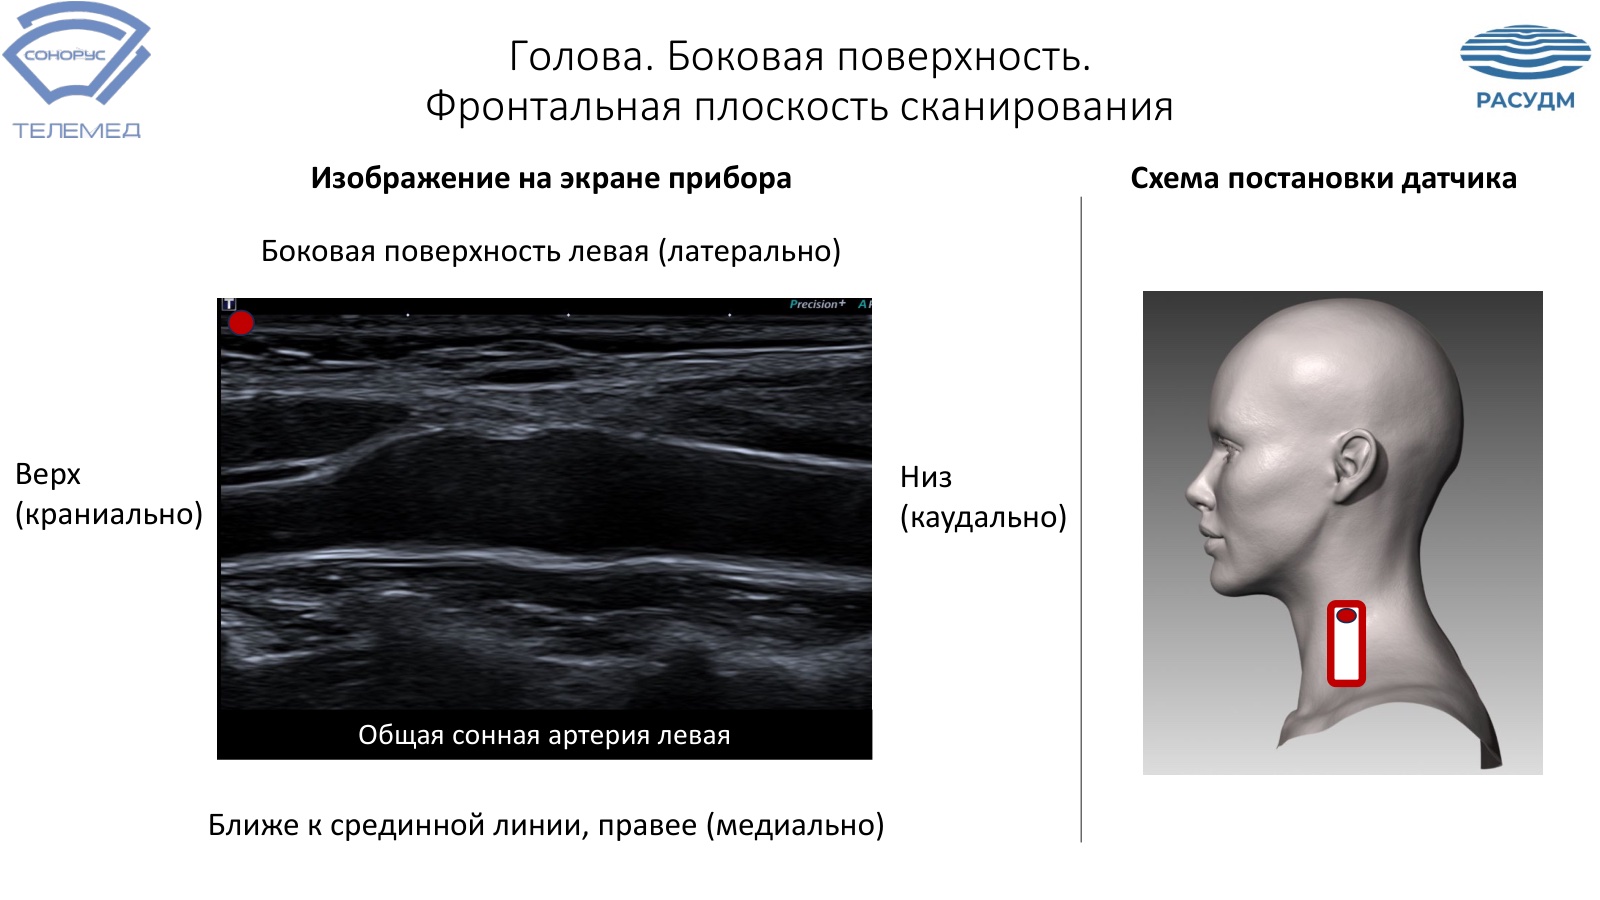 СОНОРУС
ТЕЛЕМЕД
Голова. Боковая поверхность.
Фронтальная плоскость сканирования
РАСУДМ
Изображение на экране прибора
Схема постановки датчика
Боковая поверхность левая (латерально)
T
Precision+ A
Верх
(краниально)
Низ
(каудально)
Общая сонная артерия левая
Ближе к срединной линии, правее (медиально)